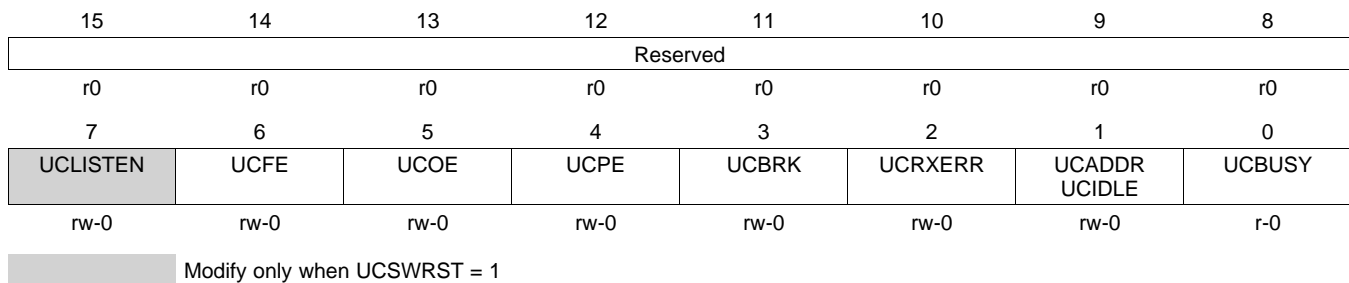 15 14 13 12 11 10 9 8
Reserved
r0 r0 r0 r0 r0 r0 r0 r0
7 6 5 4 3 2 1 0
UCLISTEN UCFE UCOE UCPE UCBRK UCRXERR UCADDR UCBUSY
UCIDLE
rw-0 rw-0 rw-0 rw-0 rw-0 rw-0 rw-0 r-0
Modify only when UCSWRST = 1